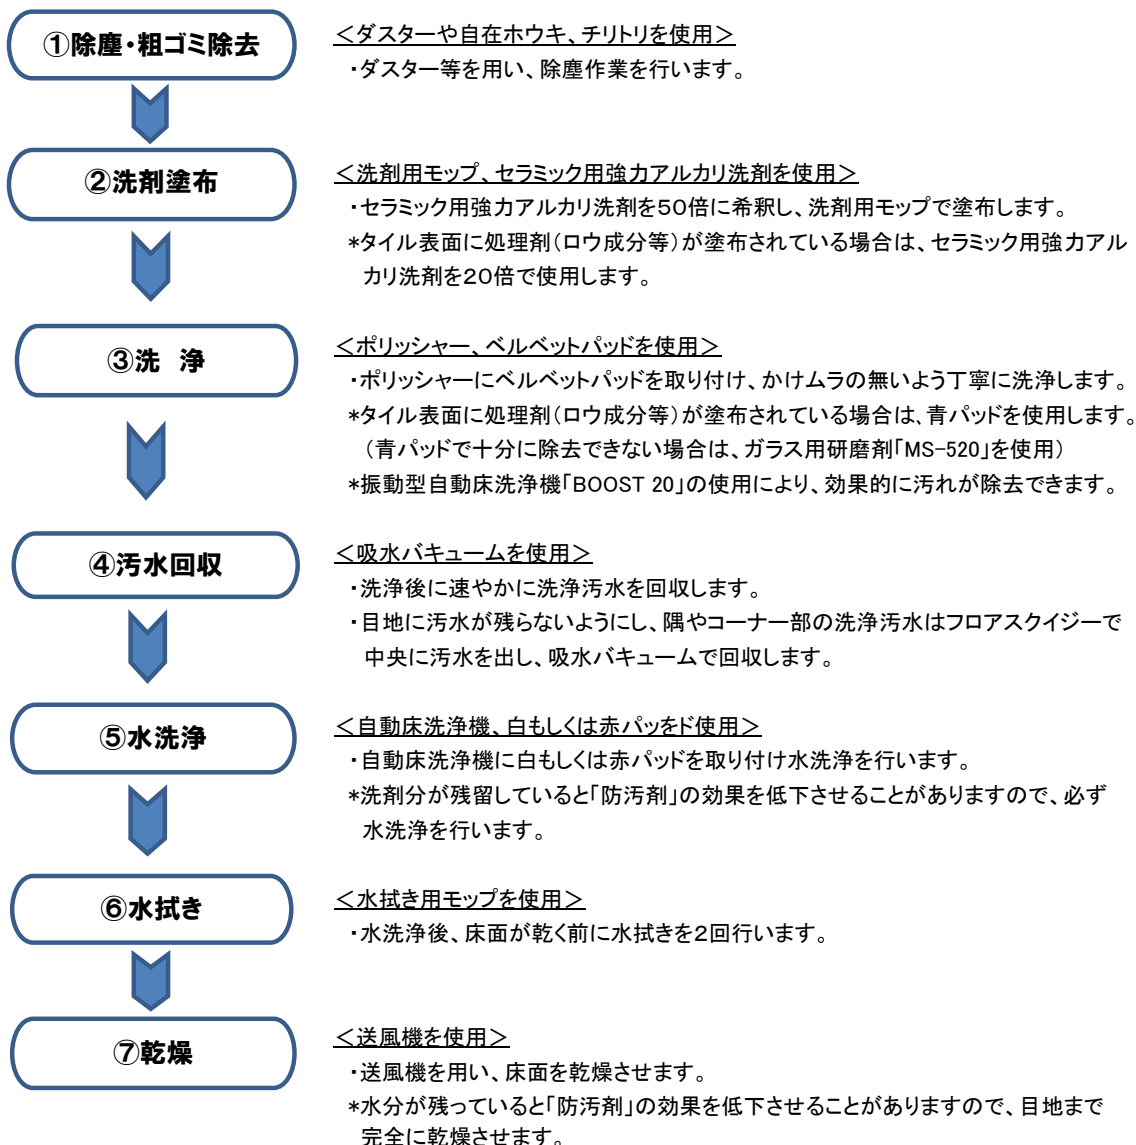 ①除塵・粗ゴミ除去
＜ダスターや自在ホウキ、チリトリを使用＞
・ダスター等を用い、除塵作業を行います。
②洗剤塗布
＜洗剤用モップ、セラミック用強力アルカリ洗剤を使用＞
・セラミック用強力アルカリ洗剤を５０倍に希釈し、洗剤用モップで塗布します。
*タイル表面に処理剤（ロウ成分等）が塗布されている場合は、セラミック用強力アル
カリ洗剤を２０倍で使用します。
③洗　浄
＜ポリッシャー、ベルベットパッドを使用＞
・ポリッシャーにベルベットパッドを取り付け、かけムラの無いよう丁寧に洗浄します。
*タイル表面に処理剤（ロウ成分等）が塗布されている場合は、青パッドを使用します。
（青パッドで十分に除去できない場合は、ガラス用研磨剤「MS-520」を使用）
*振動型自動床洗浄機「BOOST 20」の使用により、効果的に汚れが除去できます。
④汚水回収
＜吸水バキュームを使用＞
・洗浄後に速やかに洗浄汚水を回収します。
・目地に汚水が残らないようにし、隅やコーナー部の洗浄汚水はフロアスクイジーで
中央に汚水を出し、吸水バキュームで回収します。
⑤水洗浄
＜自動床洗浄機、白もしくは赤パッをド使用＞
・自動床洗浄機に白もしくは赤パッドを取り付け水洗浄を行います。
*洗剤分が残留していると「防汚剤」の効果を低下させることがありますので、必ず
水洗浄を行います。
⑥水拭き
＜水拭き用モップを使用＞
・水洗浄後、床面が乾く前に水拭きを２回行います。
⑦乾燥
＜送風機を使用＞
・送風機を用い、床面を乾燥させます。
*水分が残っていると「防汚剤」の効果を低下させることがありますので、目地まで
完全に乾燥させます。